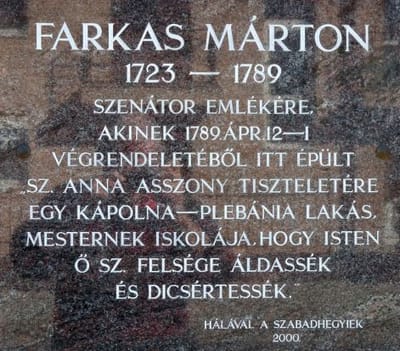 FARKAS MÁRTON
1723 — 1789
SZENÁTOR EMLÉKÉRE,
AKINEK 1789.ÁPR.12—I
VÉGRENDELETÉBŐL ITT ÉPÜLT
„SZ. ANNA ASSZONY TISZTELETÉRE
EGY KÁPOLNA—PLEBÁNIA LAKÁS,
MESTERNEK ISKOLÁJA, HOGY ISTEN
Ő SZ. FELSÉGE ÁLDASSÉK
ÉS DICSÉRTESSÉK."
HÁLÁVAL A SZABADHEGYIEK
2000.